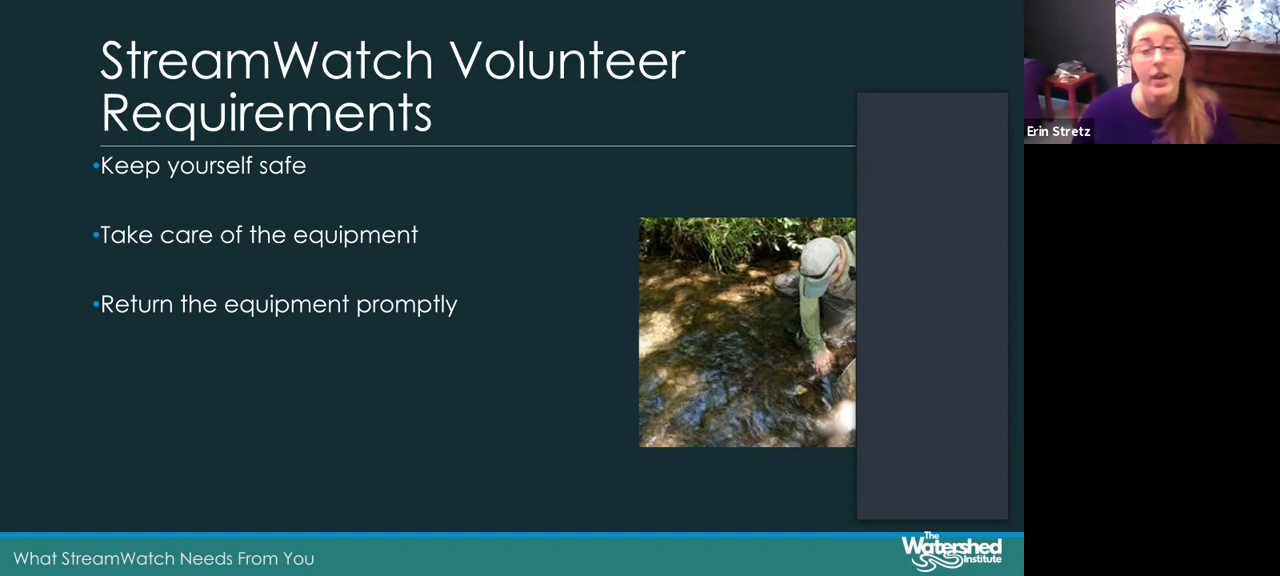 StreamWatch Volunteer
Requirements
•Keep yourself safe
•Take care of the equipment
•Return the equipment promptly
Erin Stretz
What StreamWatch Needs From You
The
Watershed
Institute